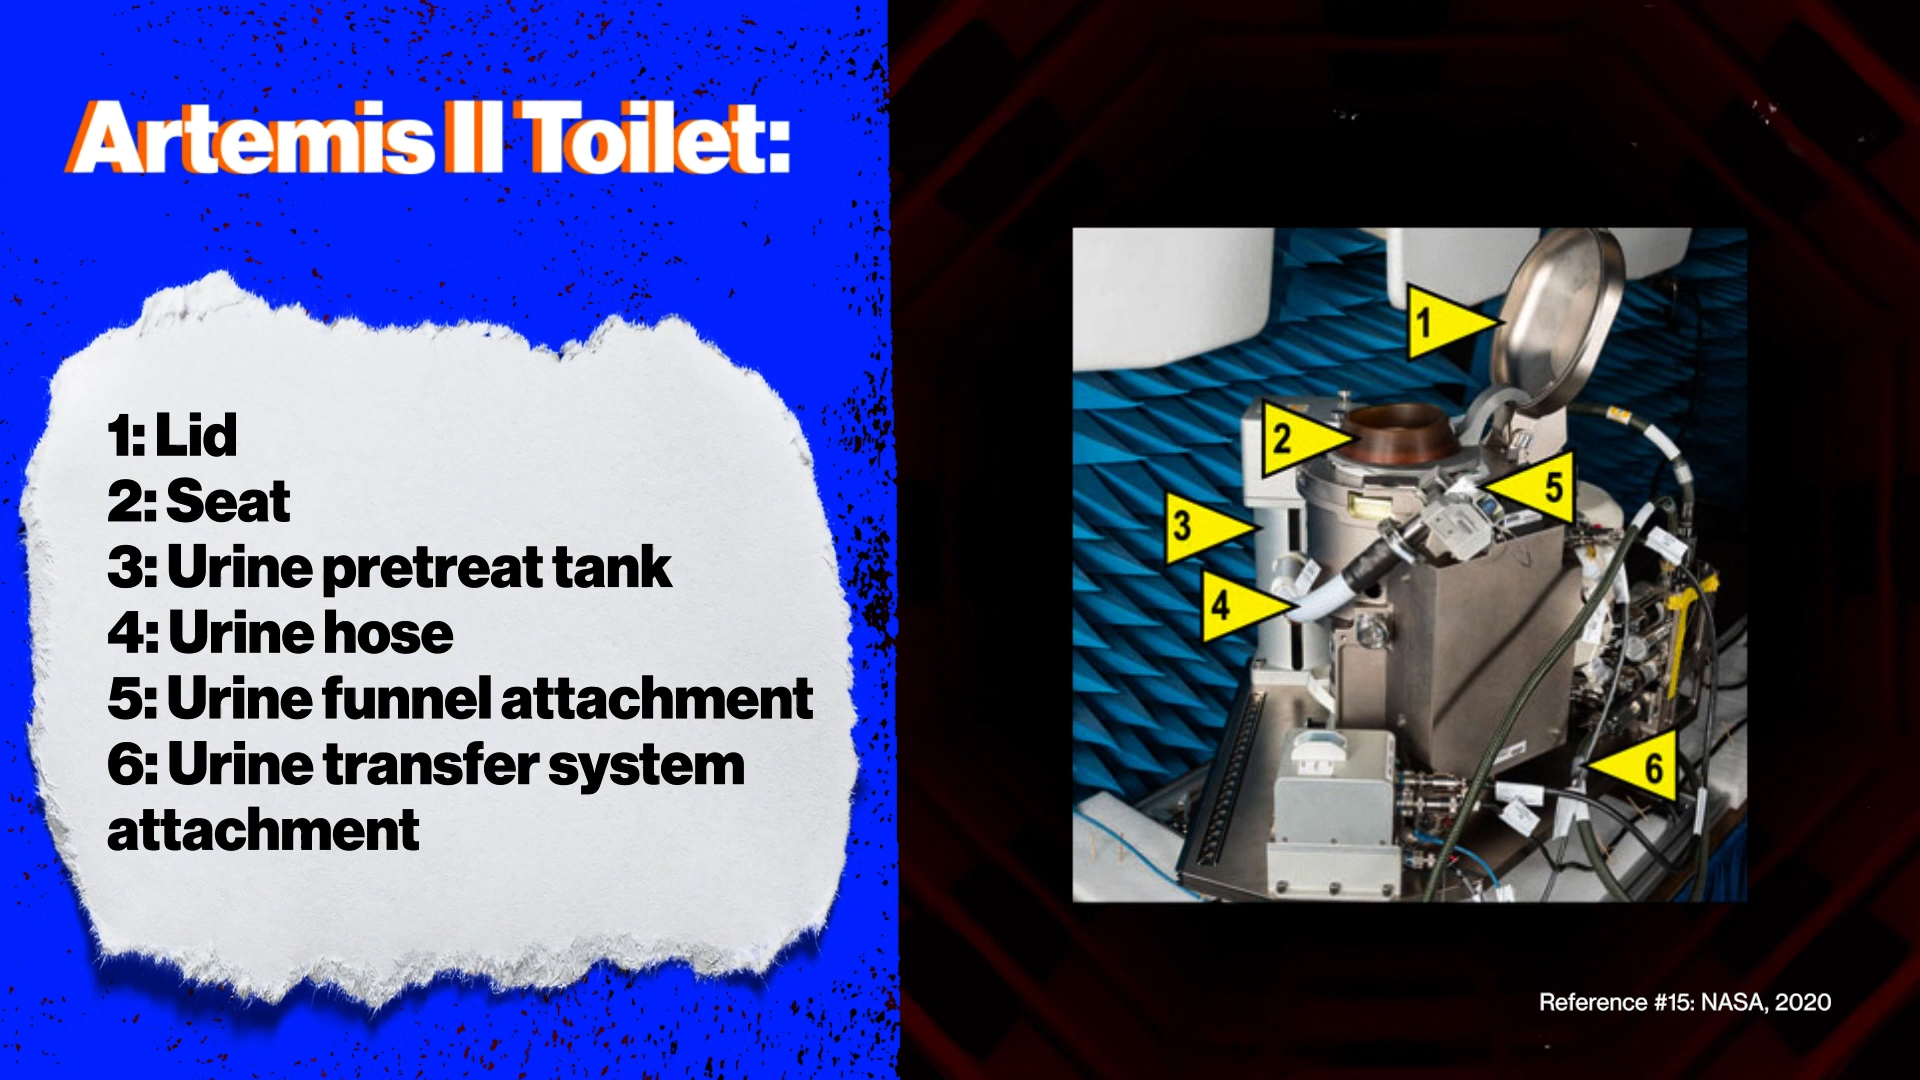 Artemis II Toilet:
1: Lid
2: Seat
3: Urine pretreat tank
4: Urine hose
5: Urine funnel attachment
6: Urine transfer system
attachment
1
2
5
3
4
6
Reference #15: NASA, 2020